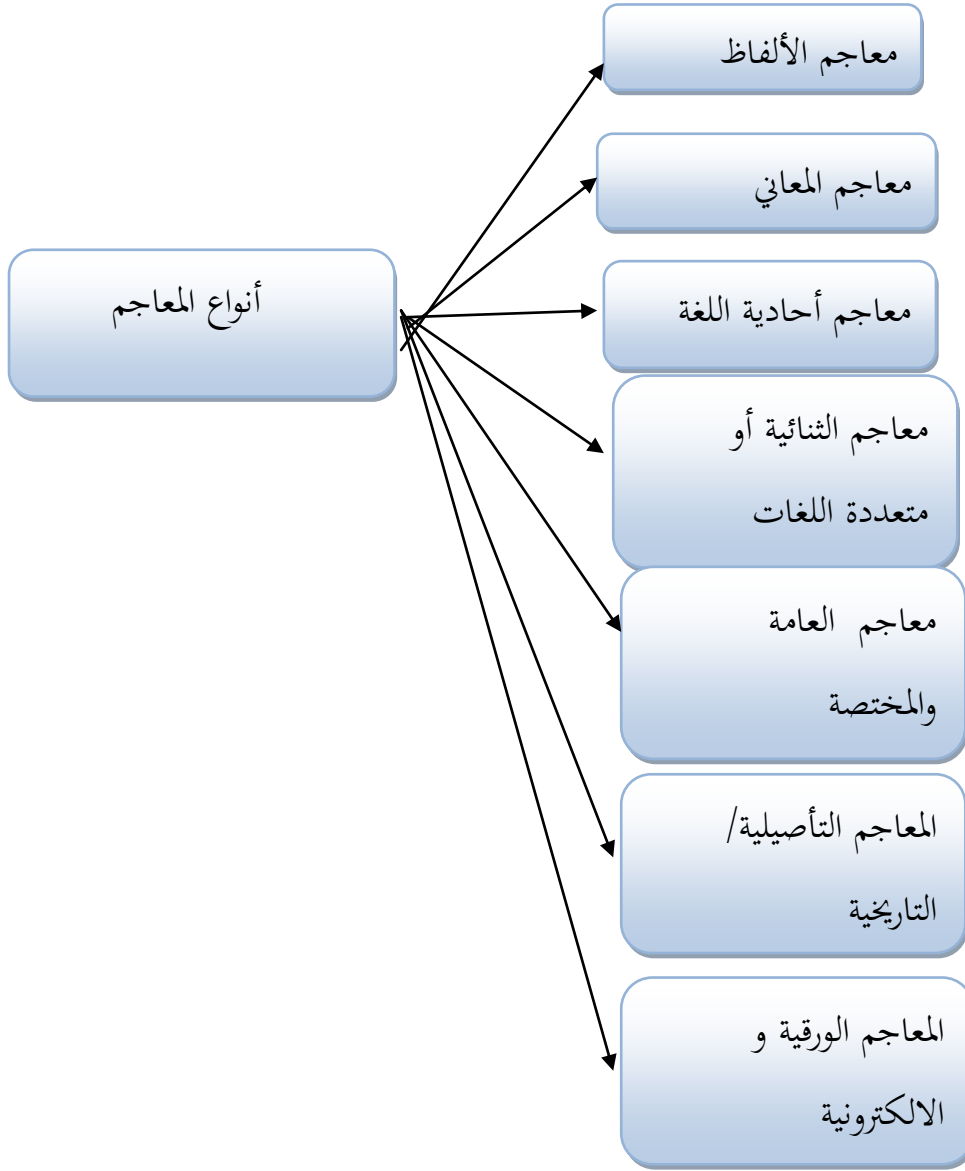 أنواع المعاجم
معاجم الألفاظ
معاجم المعاني
معاجم أحادية اللغة
معاجم الثنائية أو
متعددة اللغات
معاجم العامة
والمختصة
المعاجم التأصيلية/
التاريخية
المعاجم الورقية و
الالكترونية